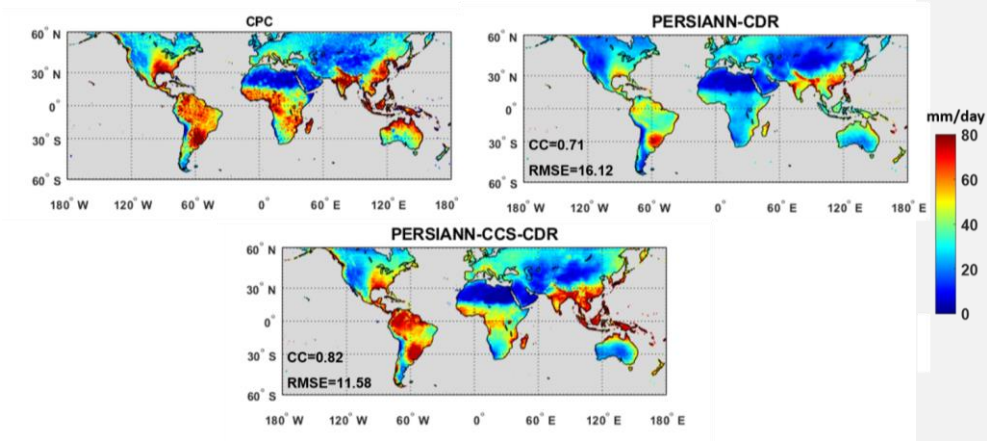 CPC
60° N
30° N
0°
30° S
60° S
180° W 120° W 60° W 0° 60° E 120° E 180°
PERSIANN-CDR
60° N
30° N
0°
30° S
60° S
CC=0.71
RMSE=16.12
180° W 120° W 60° W 0° 60° E 120° E 180° E
mm/day
80
60
40
20
0
PERSIANN-CCS-CDR
60° N
30° N
0°
30° S
60° S
CC=0.82
RMSE=11.58
180° W 120° W 60° W 0° 60° E 120° E 180° E